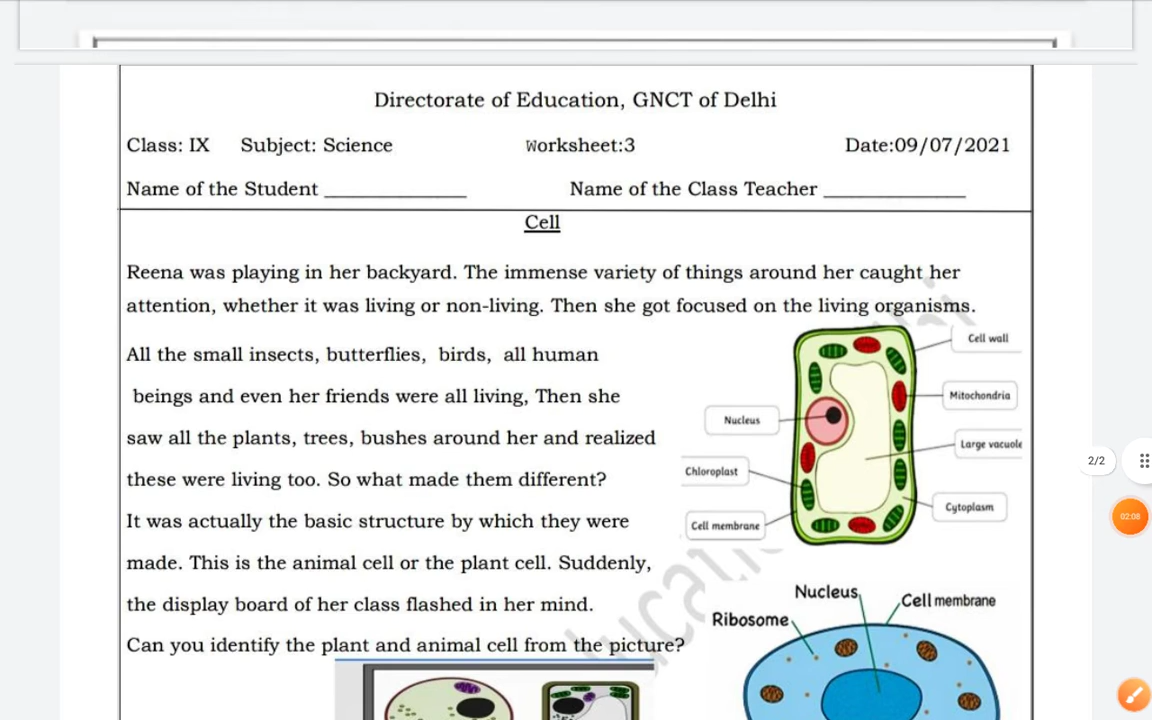 Directorate of Education, GNCT of Delhi
Class: IX Subject: Science Worksheet:3 Date:09/07/2021
Name of the Student ______________ Name of the Class Teacher ______________
Cell
Reena was playing in her backyard. The immense variety of things around her caught her
attention, whether it was living or non-living. Then she got focused on the living organisms.
All the small insects, butterflies, birds, all human
beings and even her friends were all living, Then she
saw all the plants, trees, bushes around her and realized
these were living too. So what made them different?
It was actually the basic structure by which they were
made. This is the animal cell or the plant cell. Suddenly,
the display board of her class flashed in her mind.
Can you identify the plant and animal cell from the picture?
Cell wall
Mitochondria
Nucleus
Large vacuole
Chloroplast
Cytoplasm
Cell membrane
Nucleus
Cell membrane
Ribosome
2/2
02:08